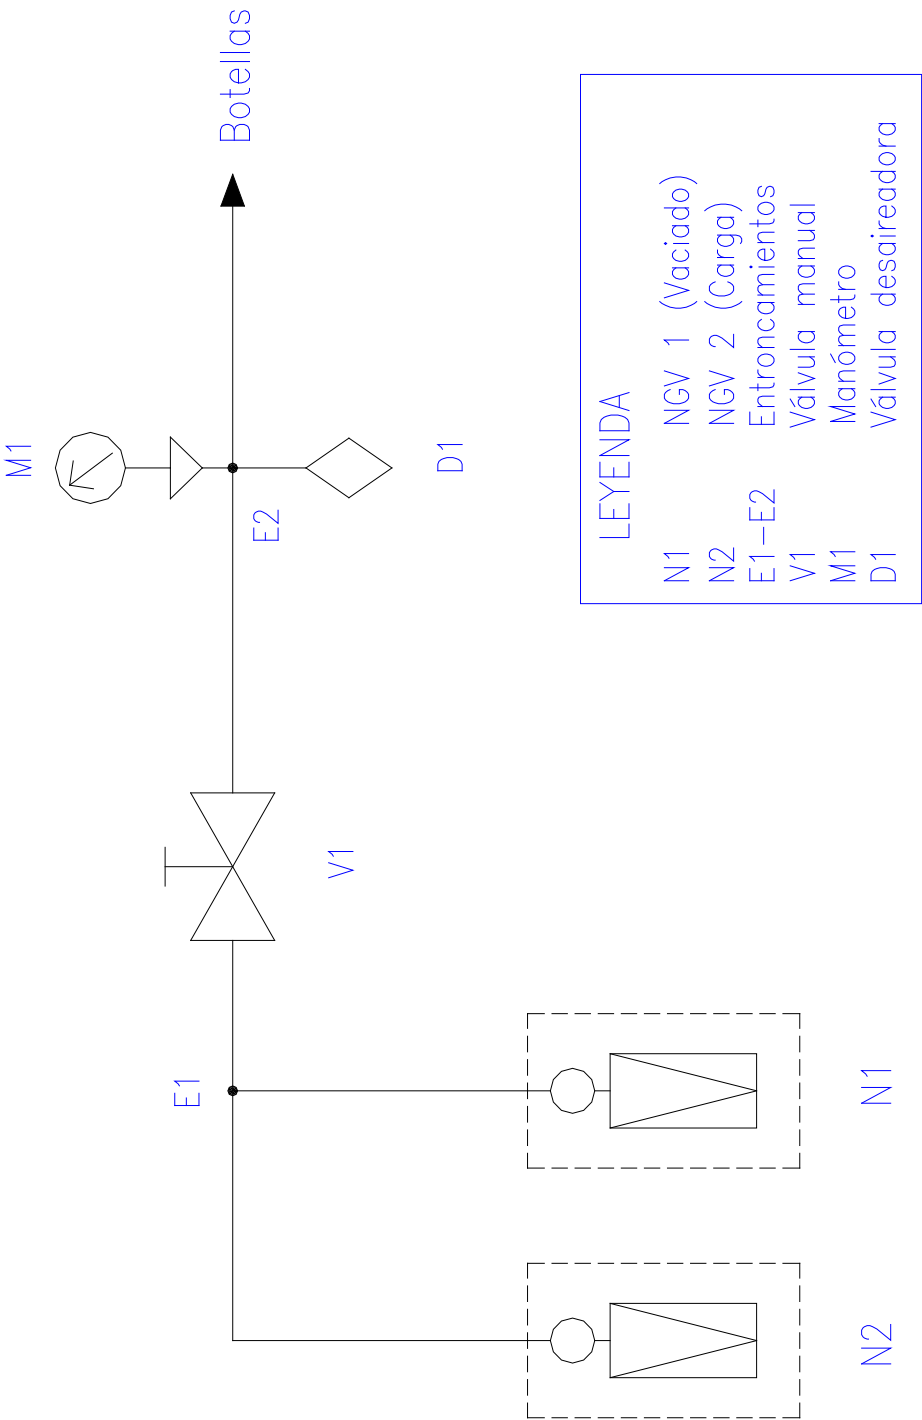 M1
Botellas
E2
D1
V1
E1
N1
N2
LEYENDA
N1 NGV 1 (Vaciado)
N2 NGV 2 (Carga)
E1-E2 Entroncamientos
V1 Válvula manual
M1 Manómetro
D1 Válvula desaireadora